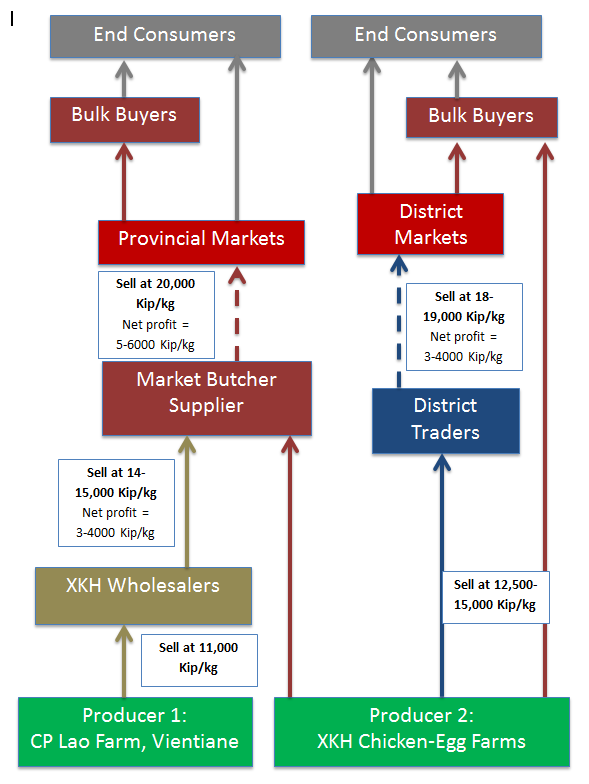 End Consumers
End Consumers
Bulk Buyers
Bulk Buyers
Provincial Markets
District
Markets
Sell at 20,000
Kip/kg
Net profit =
5-6000 Kip/kg
Sell at 18-
19,000 Kip/kg
Net profit =
3-4000 Kip/kg
Market Butcher
Supplier
District
Traders
Sell at 14-
15,000 Kip/kg
Net profit =
3-4000 Kip/kg
XKH Wholesalers
Sell at 12,500-
15,000 Kip/kg
Sell at 11,000
Kip/kg
Producer 1:
CP Lao Farm, Vientiane
Producer 2:
XKH Chicken-Egg Farms